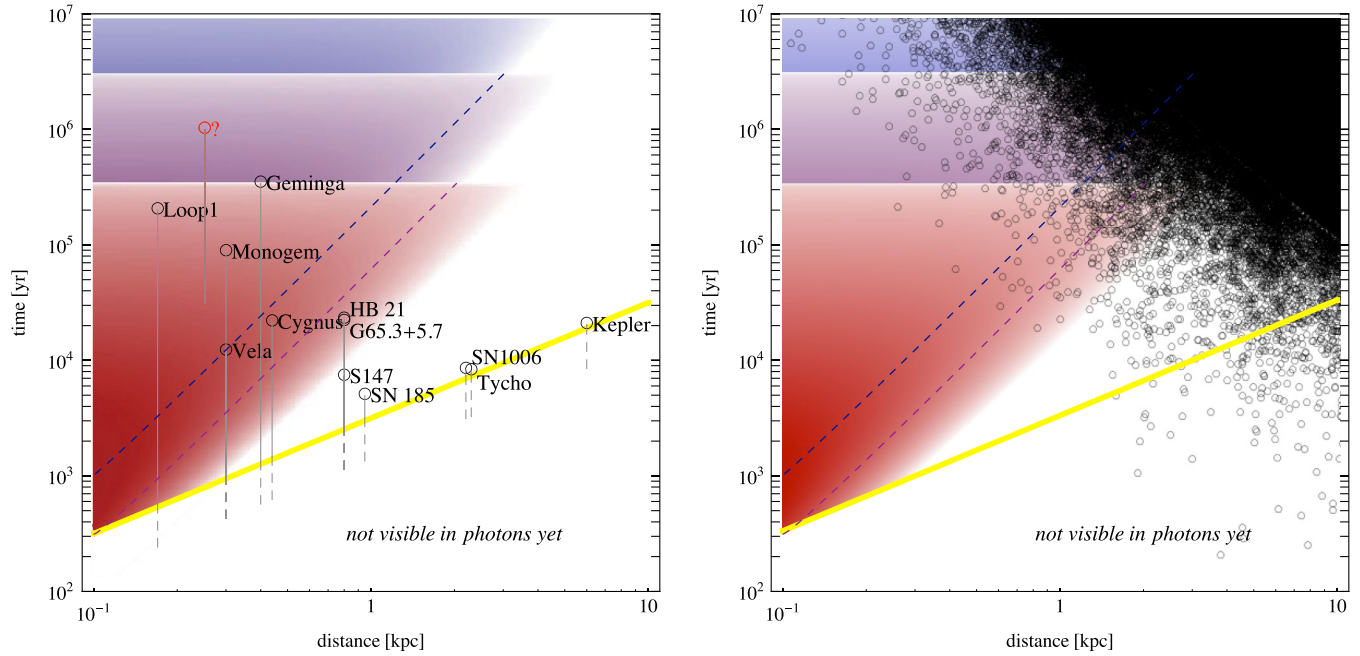 10^7
10^6
10^5
10^4
10^3
10^2
time [yr]
?
Geminga
Loop1
Monogem
HB 21
Cygnus
G65.3+5.7
Kepler
Vela
SN1006
S147
Tycho
SN 185
not visible in photons yet
10^-1
1
10
distance [kpc]
10^7
10^6
10^5
10^4
10^3
10^2
time [yr]
not visible in photons yet
10^-1
1
10
distance [kpc]